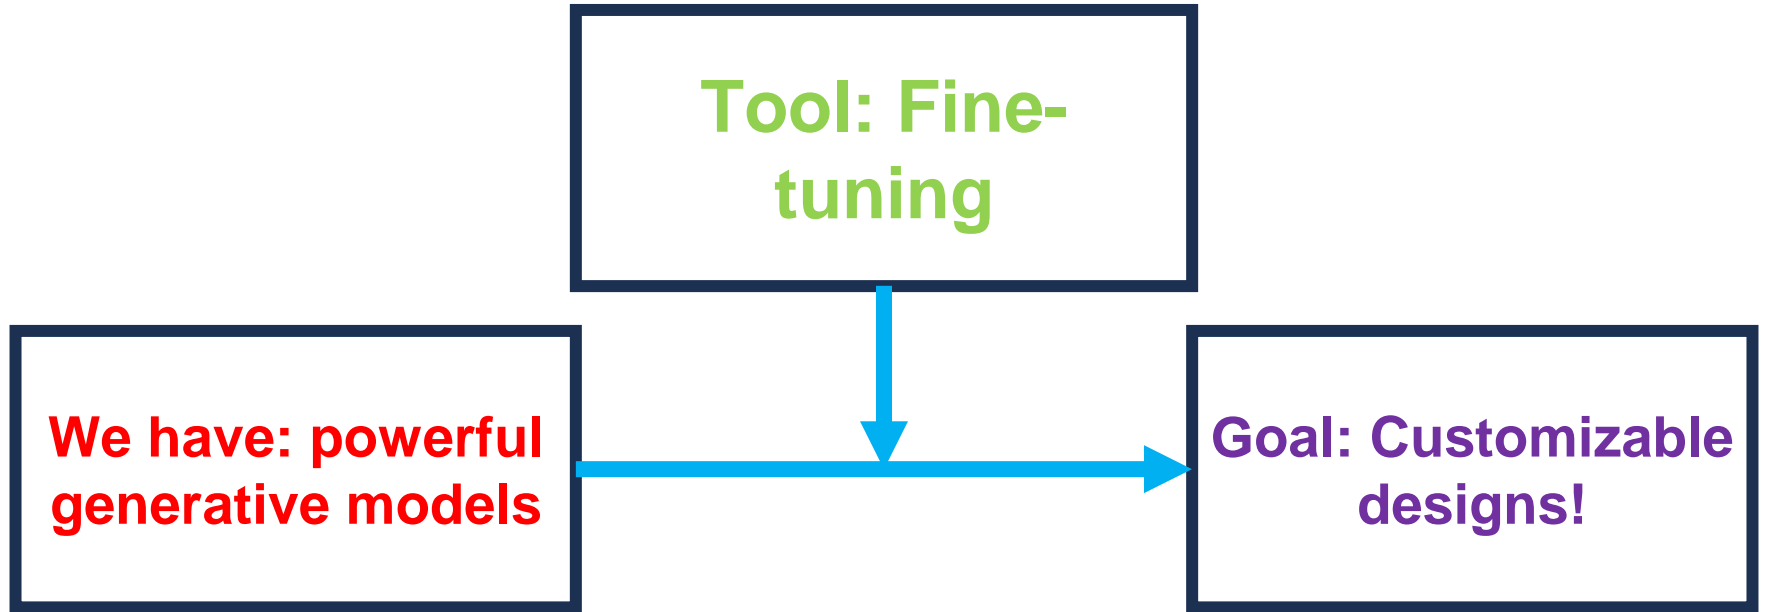 Tool: Fine-
tuning
We have: powerful
generative models
Goal: Customizable
designs!